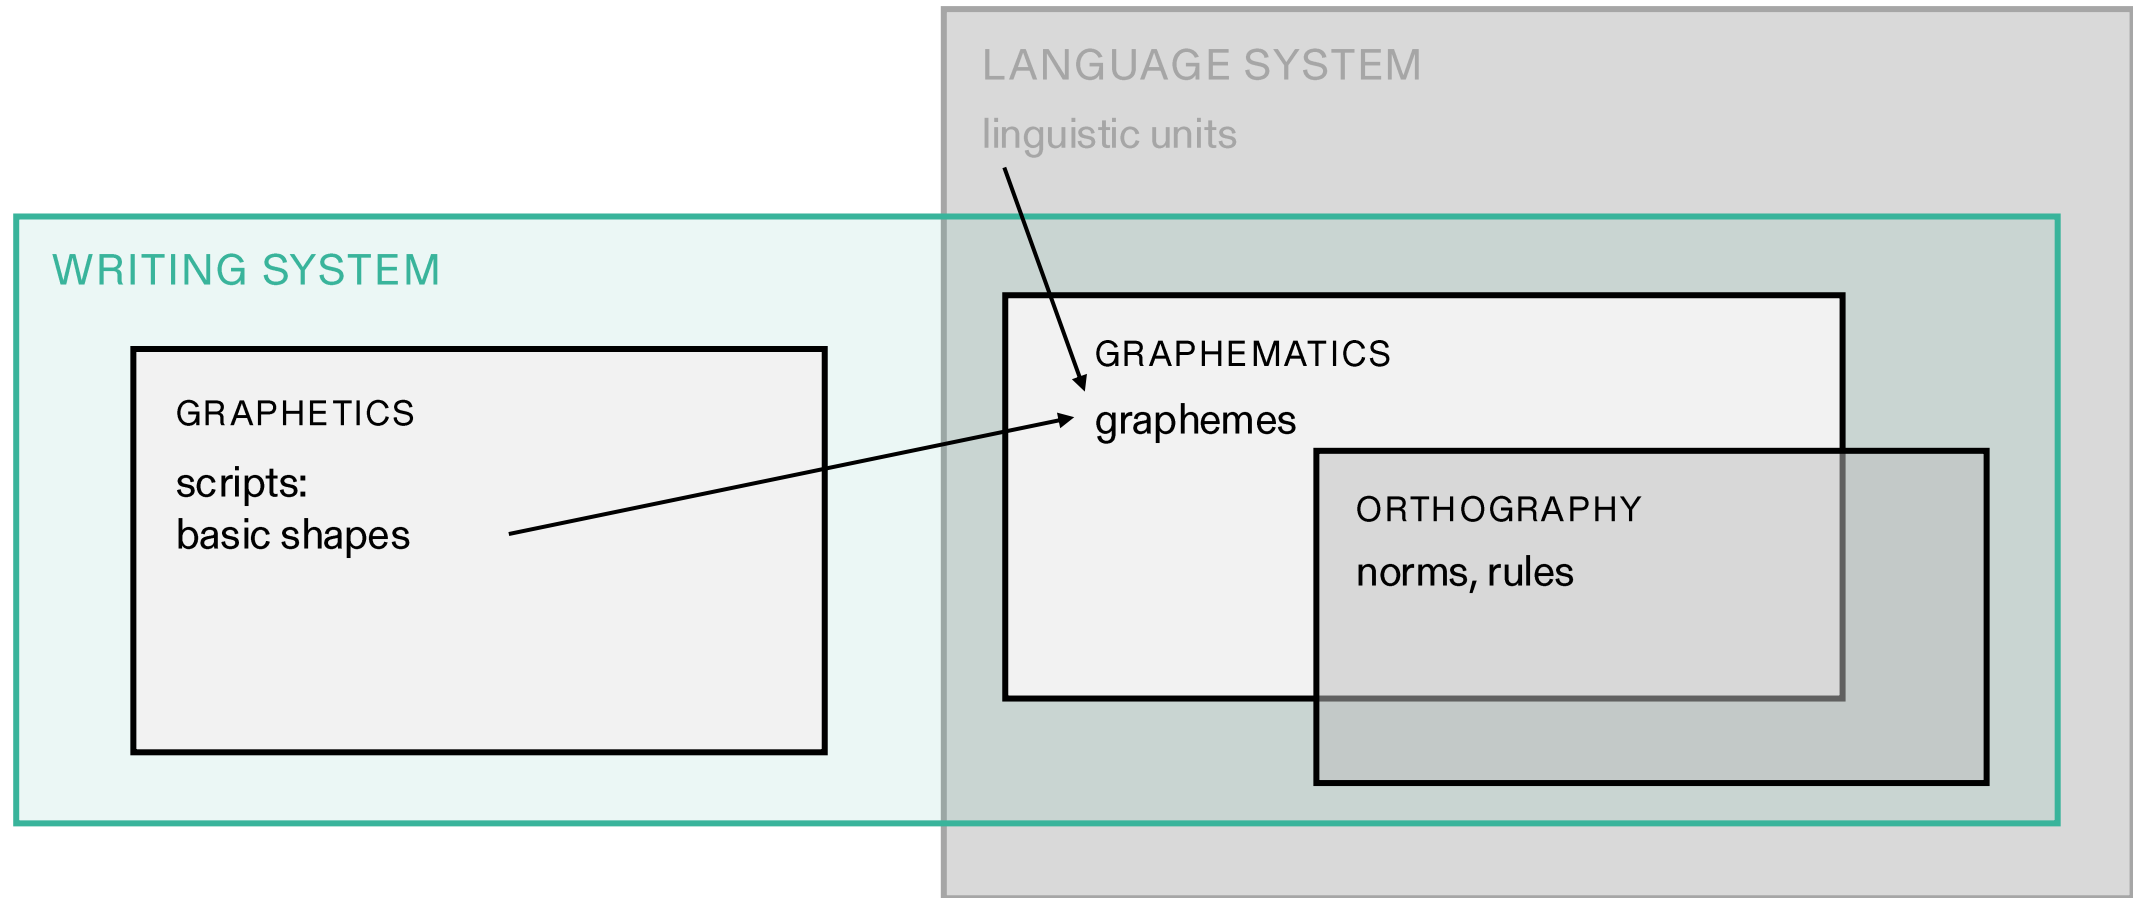 LANGUAGE SYSTEM
linguistic units
WRITING SYSTEM
GRAPHETICS
scripts:
basic shapes
GRAPHEMATICS
graphemes
ORTHOGRAPHY
norms, rules